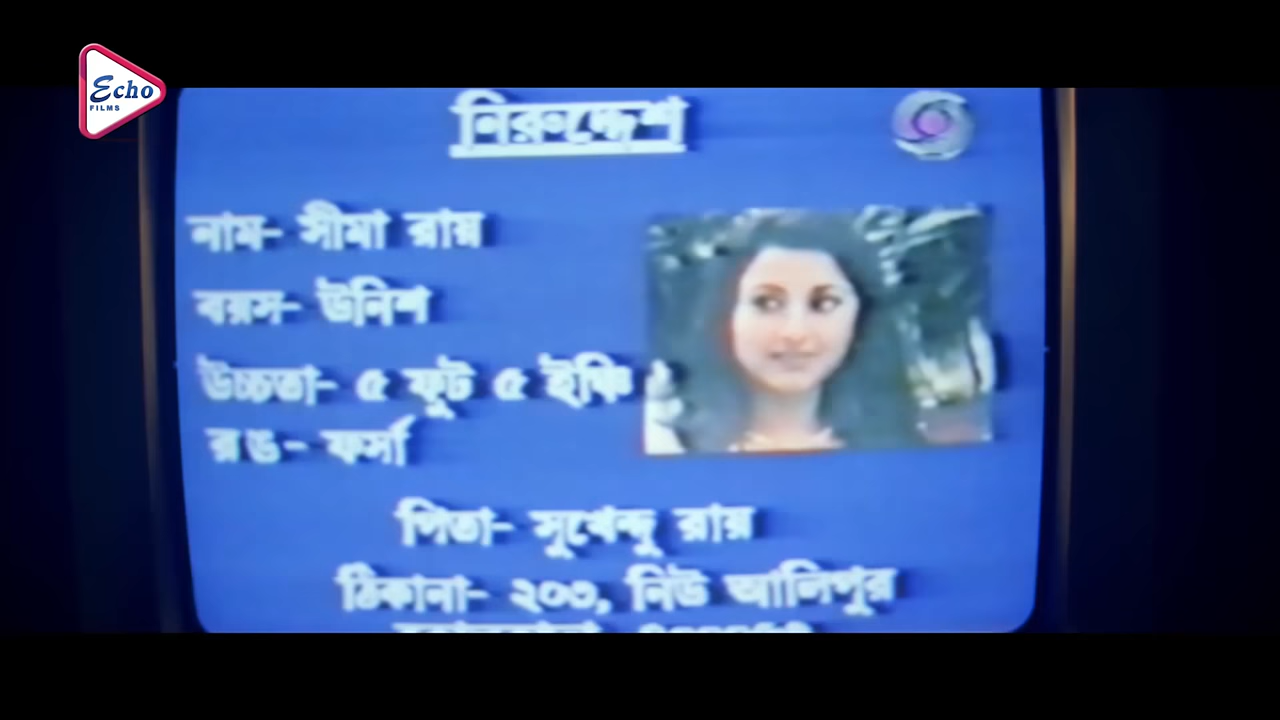 Echo
FILMS
নিরুদ্দেশ
নাম- সীমা রায়
বয়স- উনিশ
উচ্চতা- ৫ ফুট ৫ ইঞ্চি
রঙ- ফর্সা
পিতা- সুখেন্দু রায়
ঠিকানা- ২০৩, নিউ আলিপুর